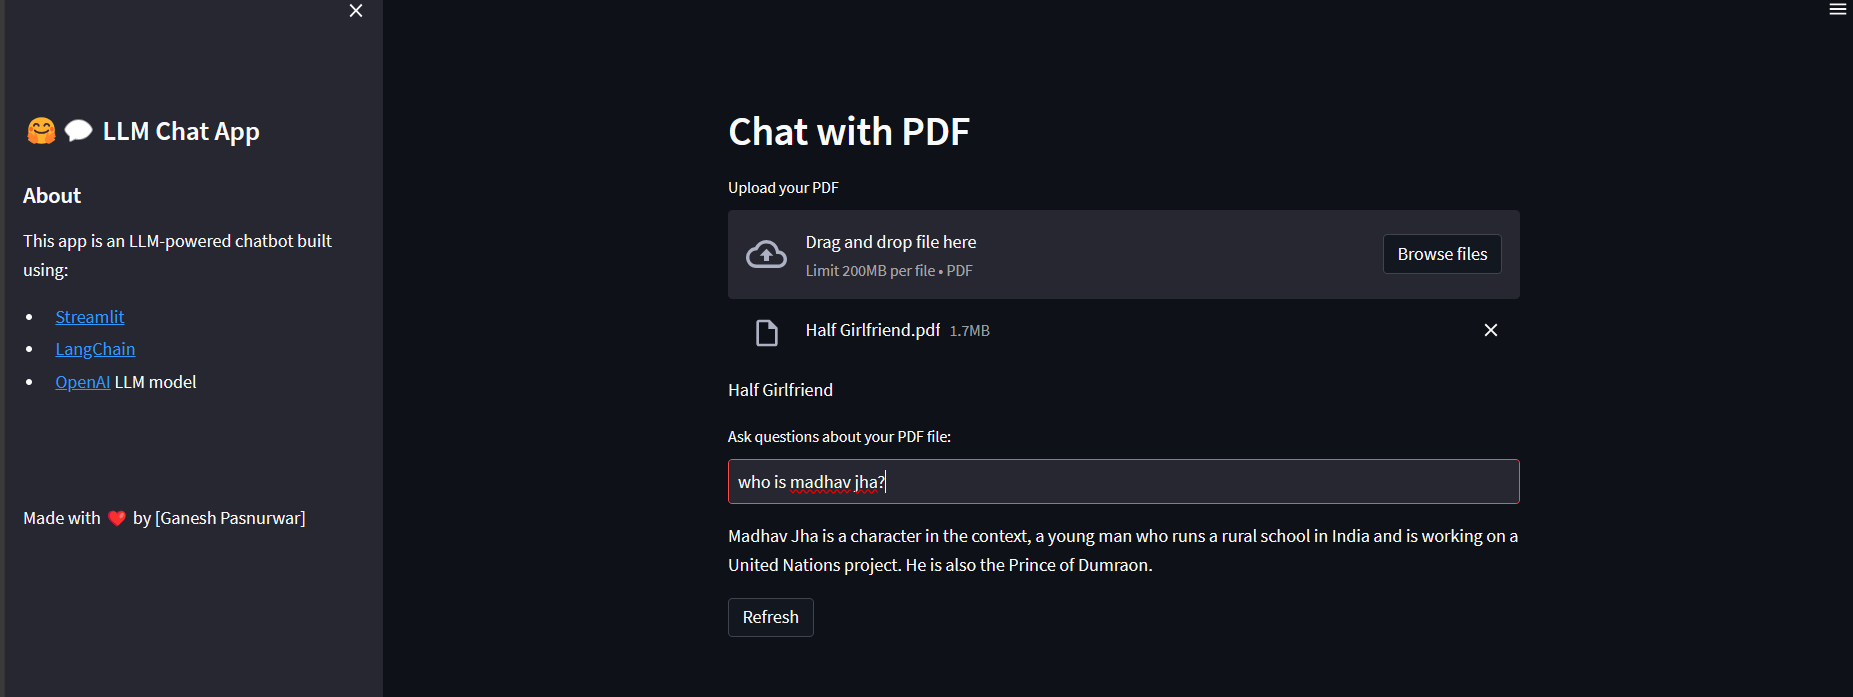 🤗💬 LLM Chat App
About
This app is an LLM-powered chatbot built
using:
• Streamlit
• LangChain
• OpenAI LLM model
Made with ❤️ by [Ganesh Pasnurwar]
Chat with PDF
Upload your PDF
Drag and drop file here
Limit 200MB per file • PDF
Browse files
Half Girlfriend.pdf 1.7MB
Half Girlfriend
Ask questions about your PDF file:
who is madhav jha?
Madhav Jha is a character in the context, a young man who runs a rural school in India and is working on a
United Nations project. He is also the Prince of Dumraon.
Refresh